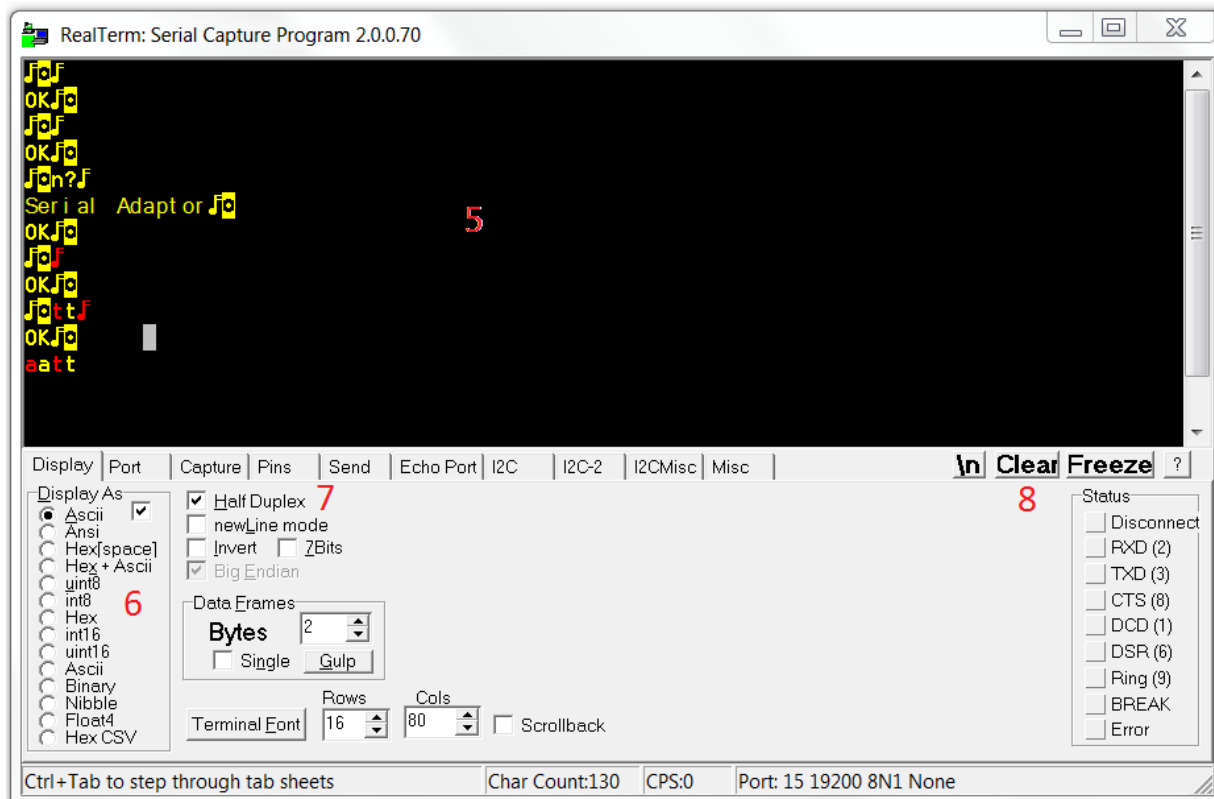 RealTerm: Serial Capture Program 2.0.0.70
♪◙♪
OK♪◙
♪◙♪
OK♪◙
♪◙n?♪
Serial Adaptor♪◙
OK♪◙
♪◙♪
OK♪◙
♪◙tt♪
OK♪◙
aatt
5
Display Port Capture Pins Send Echo Port I2C I2C-2 I2CMisc Misc \n Clear Freeze ?
Display As
Ascii
Ansi
Hex[space]
Hex + Ascii
uint8
int8
Hex
int16
uint16
Ascii
Binary
Nibble
Float4
Hex CSV
6
Half Duplex
7
newLine mode
Invert 7Bits
Big Endian
Data Frames
Bytes 2
Single Gulp
Rows Cols
Terminal Font 16 80 Scrollback
8
Status
Disconnect
RXD (2)
TXD (3)
CTS (8)
DCD (1)
DSR (6)
Ring (9)
BREAK
Error
Ctrl+Tab to step through tab sheets Char Count:130 CPS:0 Port: 15 19200 8N1 None